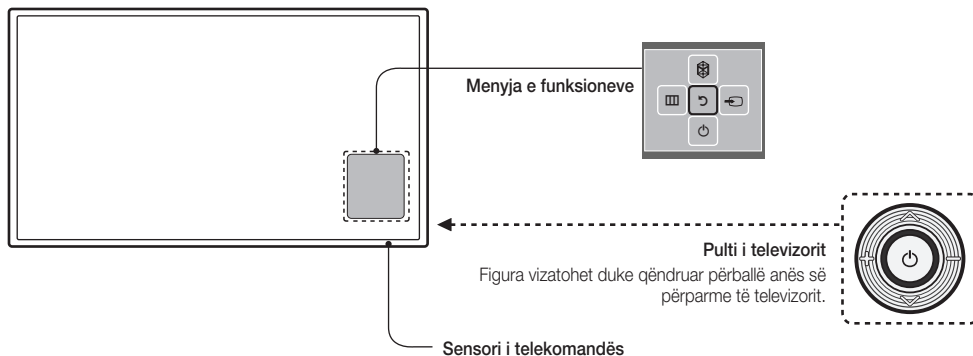 Menyja e funksioneve
Pulti i televizorit
Figura vizatohet duke qëndruar përballë anës së
përparme të televizorit.
Sensori i telekomandës